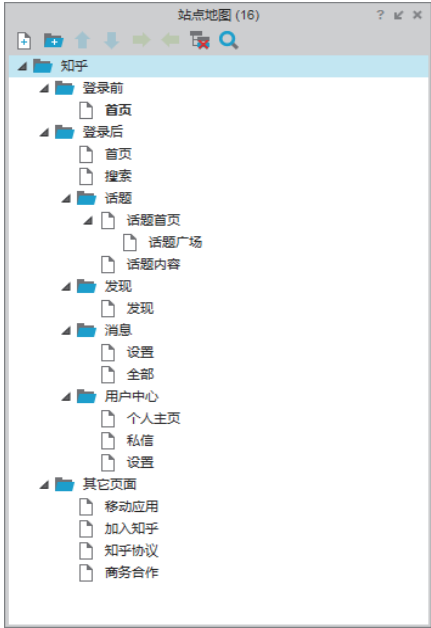 站点地图 (16)
?
知乎
登录前
首页
登录后
首页
搜索
话题
话题首页
话题广场
话题内容
发现
发现
消息
设置
全部
用户中心
个人主页
私信
设置
其它页面
移动应用
加入知乎
知乎协议
商务合作